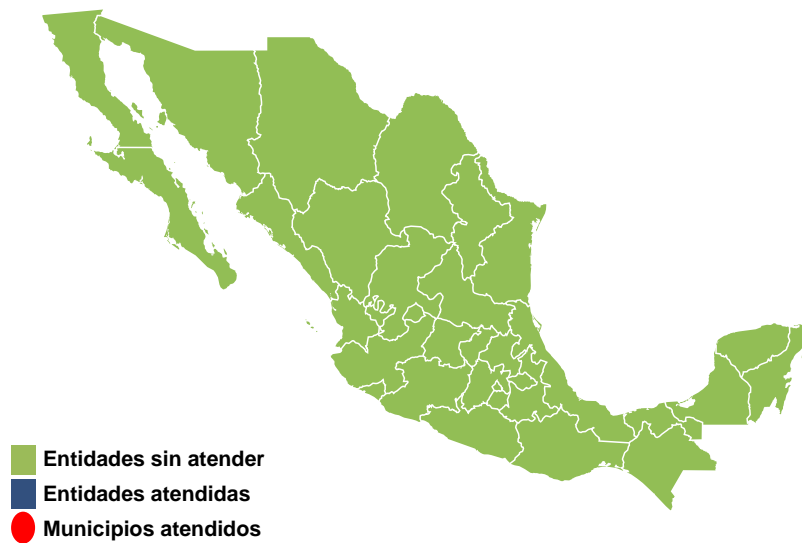 Entidades sin atender
Entidades atendidas
Municipios atendidos